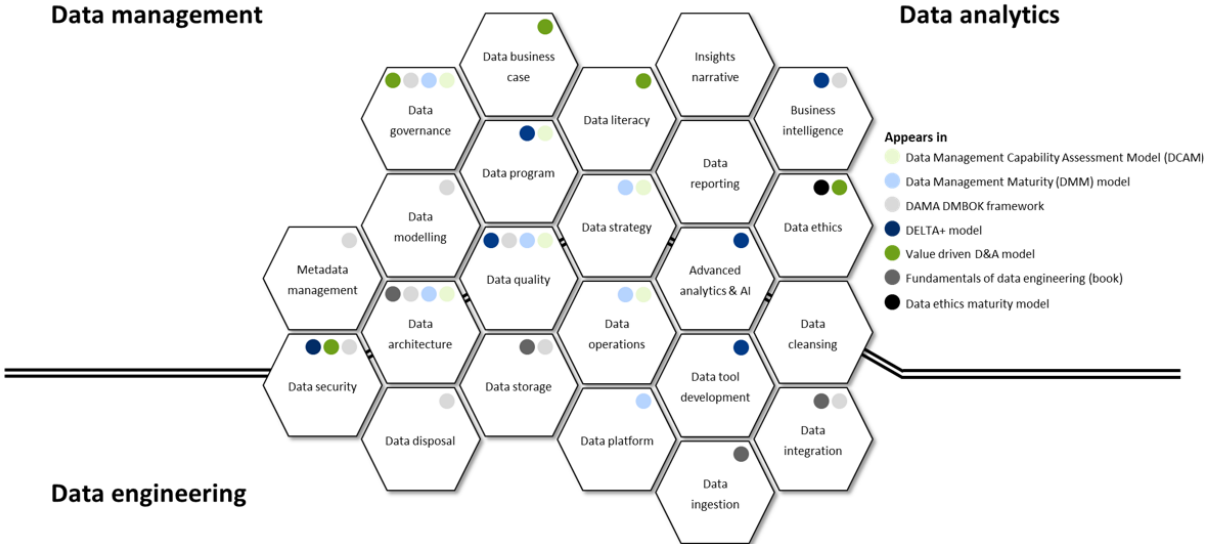 Data management
Data analytics
Data business
case
Insights
narrative
Data
governance
Data literacy
Business
intelligence
Data program
Data
reporting
Data
modelling
Data strategy
Data ethics
Metadata
management
Data quality
Advanced
analytics & AI
Data
architecture
Data
operations
Data
cleansing
Data security
Data storage
Data tool
development
Data disposal
Data platform
Data
integration
Data
ingestion
Appears in
Data Management Capability Assessment Model (DCAM)
Data Management Maturity (DMM) model
DAMA DMBOK framework
DELTA+ model
Value driven D&A model
Fundamentals of data engineering (book)
Data ethics maturity model
Data engineering